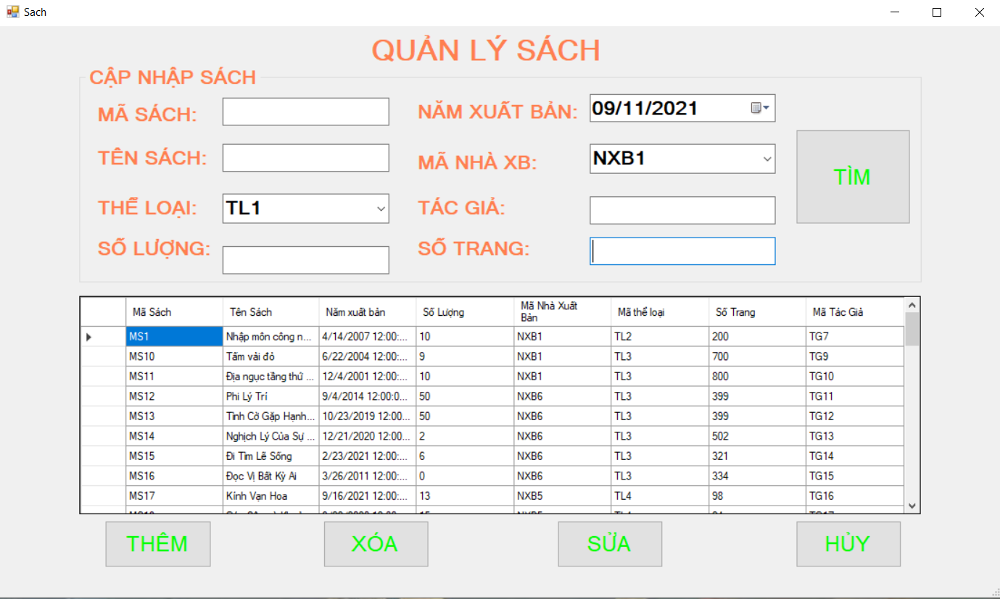 Sach
QUẢN LÝ SÁCH
CẬP NHẬP SÁCH
MÃ SÁCH:
NĂM XUẤT BẢN: 09/11/2021
TÊN SÁCH:
MÃ NHÀ XB: NXB1
TÌM
THỂ LOẠI: TL1
TÁC GIẢ:
SỐ LƯỢNG:
SỐ TRANG:
Mã Sách Tên Sách Năm xuất bản Số Lượng Mã Nhà Xuất Bản Mã thể loại Số Trang Mã Tác Giả
MS1 Nhập môn công n... 4/14/2007 12:00:... 10 NXB1 TL2 200 TG7
MS10 Tấm vải đỏ 6/22/2004 12:00:... 9 NXB1 TL3 700 TG9
MS11 Địa ngục tầng thứ ... 12/4/2001 12:00:... 10 NXB1 TL3 800 TG10
MS12 Phi Lý Trí 9/4/2014 12:00:0... 50 NXB6 TL3 399 TG11
MS13 Tình Cờ Gặp Hạnh... 10/23/2019 12:00... 50 NXB6 TL3 399 TG12
MS14 Nghịch Lý Của Sự ... 12/21/2020 12:00... 2 NXB6 TL3 502 TG13
MS15 Đi Tìm Lẽ Sống 2/23/2021 12:00:... 6 NXB6 TL3 321 TG14
MS16 Đọc Vị Bất Kỳ Ai 3/26/2011 12:00:... 0 NXB6 TL3 334 TG15
MS17 Kính Vạn Hoa 9/16/2021 12:00:... 13 NXB5 TL4 98 TG16
THÊM XÓA SỬA HỦY